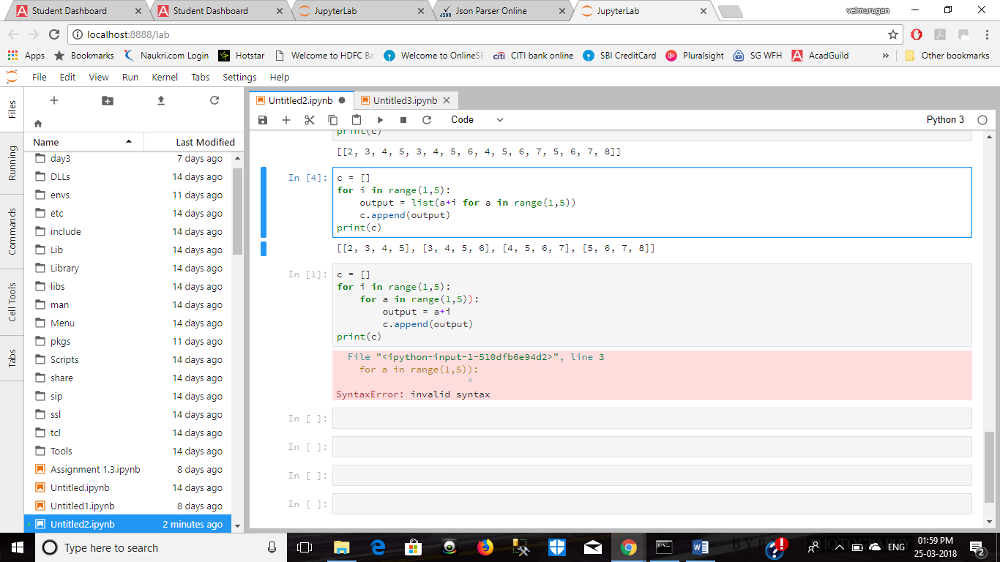 Student Dashboard
Student Dashboard
JupyterLab
Json Parser Online
JupyterLab
velmurugan
localhost:8888/lab
Apps
Bookmarks
Naukri.com Login
Hotstar
Welcome to HDFC Ba
Welcome to OnlineSB
CITI bank online
SBI CreditCard
Pluralsight
SG WFH
AcadGuild
»
Other bookmarks
File Edit View Run Kernel Tabs Settings Help
Files
Running
Commands
Cell Tools
Tabs
Name Last Modified
day3 7 days ago
DLLs 14 days ago
envs 11 days ago
etc 14 days ago
include 14 days ago
Lib 14 days ago
Library 14 days ago
libs 14 days ago
man 14 days ago
Menu 14 days ago
pkgs 11 days ago
Scripts 14 days ago
share 14 days ago
sip 14 days ago
ssl 14 days ago
tcl 14 days ago
Tools 14 days ago
Assignment 1.3.ipynb 8 days ago
Untitled.ipynb 14 days ago
Untitled1.ipynb 8 days ago
Untitled2.ipynb 2 minutes ago
Untitled2.ipynb
Untitled3.ipynb
Code
Python 3
print(c)
[[2, 3, 4, 5, 3, 4, 5, 6, 4, 5, 6, 7, 5, 6, 7, 8]]
In [4]:
c = []
for i in range(1,5):
    output = list(a+i for a in range(1,5))
    c.append(output)
print(c)
[[2, 3, 4, 5], [3, 4, 5, 6], [4, 5, 6, 7], [5, 6, 7, 8]]
In [1]:
c = []
for i in range(1,5):
    for a in range(1,5)):
        output = a+i
        c.append(output)
print(c)
File "<ipython-input-1-510dfb6e94d2>", line 3
    for a in range(1,5)):
^
SyntaxError: invalid syntax
In [ ]:
In [ ]:
In [ ]:
In [ ]:
Type here to search
ENG
01:59 PM
25-03-2018
2